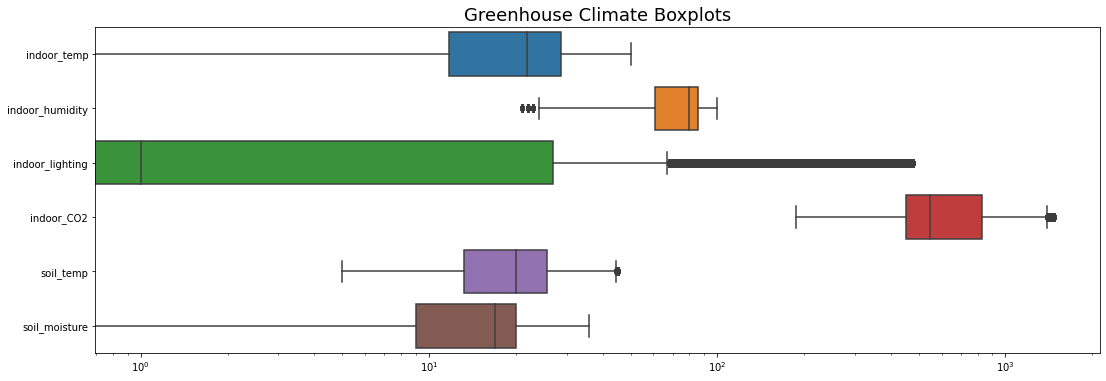 Greenhouse Climate Boxplots
indoor_temp
indoor_humidity
indoor_lighting
indoor_CO2
soil_temp
soil_moisture
10⁰ 10¹ 10² 10³